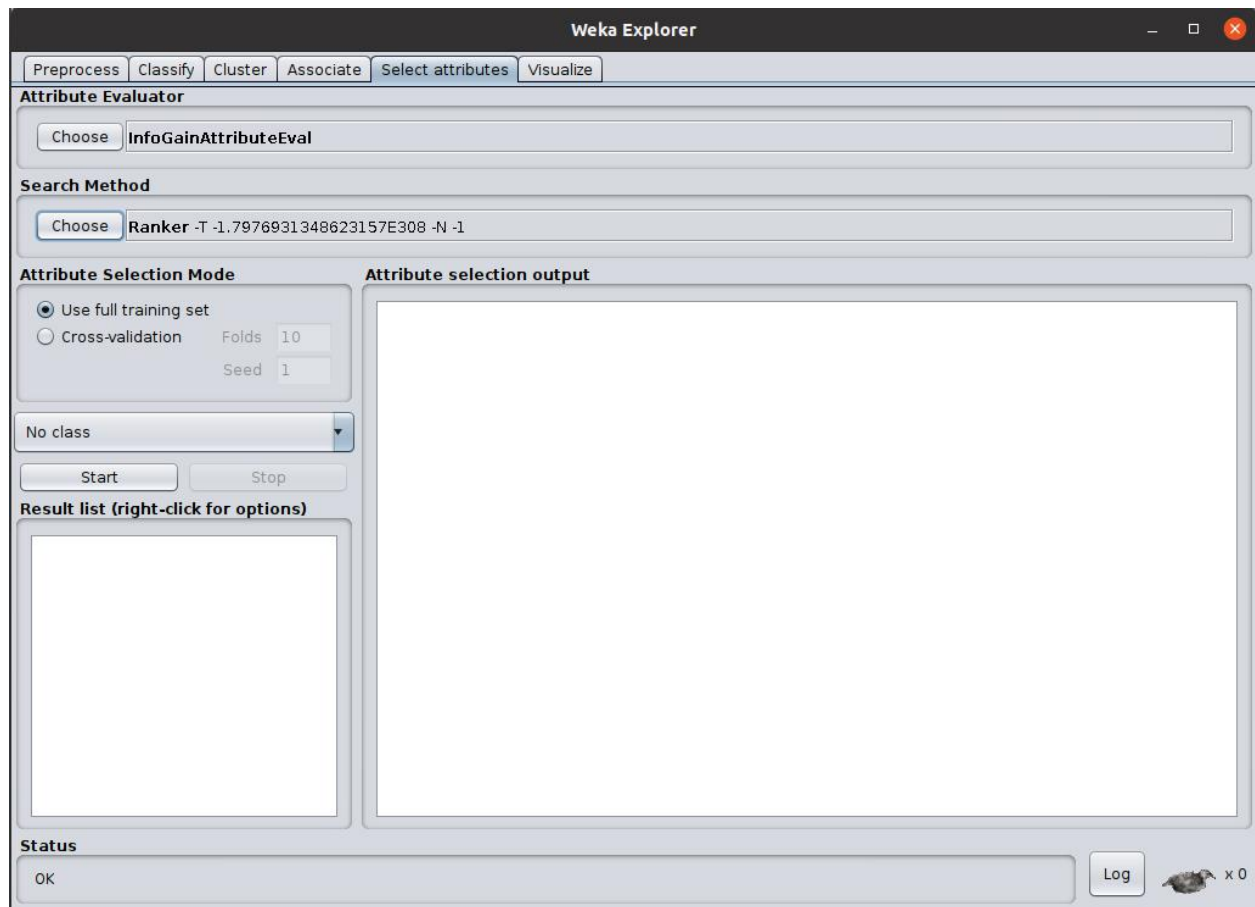 Weka Explorer
Preprocess Classify Cluster Associate Select attributes Visualize
Attribute Evaluator
Choose InfoGainAttributeEval
Search Method
Choose Ranker -T -1.7976931348623157E308 -N -1
Attribute Selection Mode
Use full training set
Cross-validation Folds 10
Seed 1
No class
Start Stop
Result list (right-click for options)
Attribute selection output
Status
OK
Log x 0